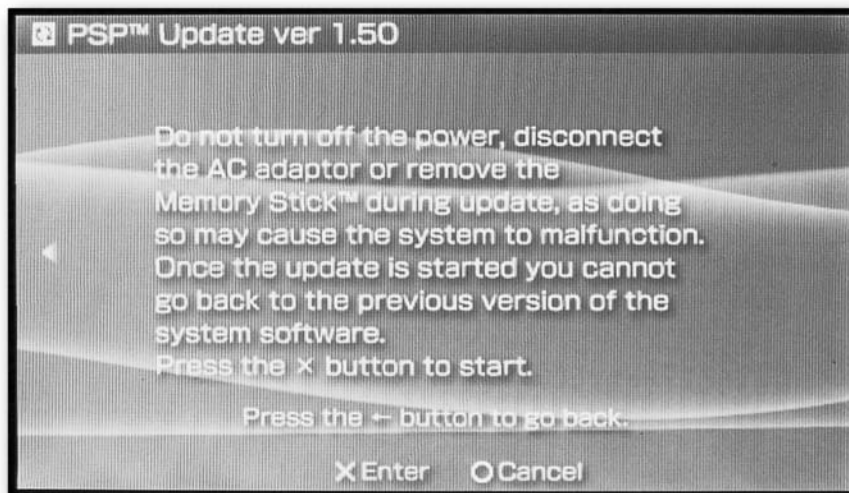 PSP™ Update ver 1.50
Do not turn off the power, disconnect
the AC adaptor or remove the
Memory Stick™ during update, as doing
so may cause the system to malfunction.
Once the update is started you cannot
go back to the previous version of the
system software.
Press the × button to start.
Press the ← button to go back.
×Enter ○Cancel